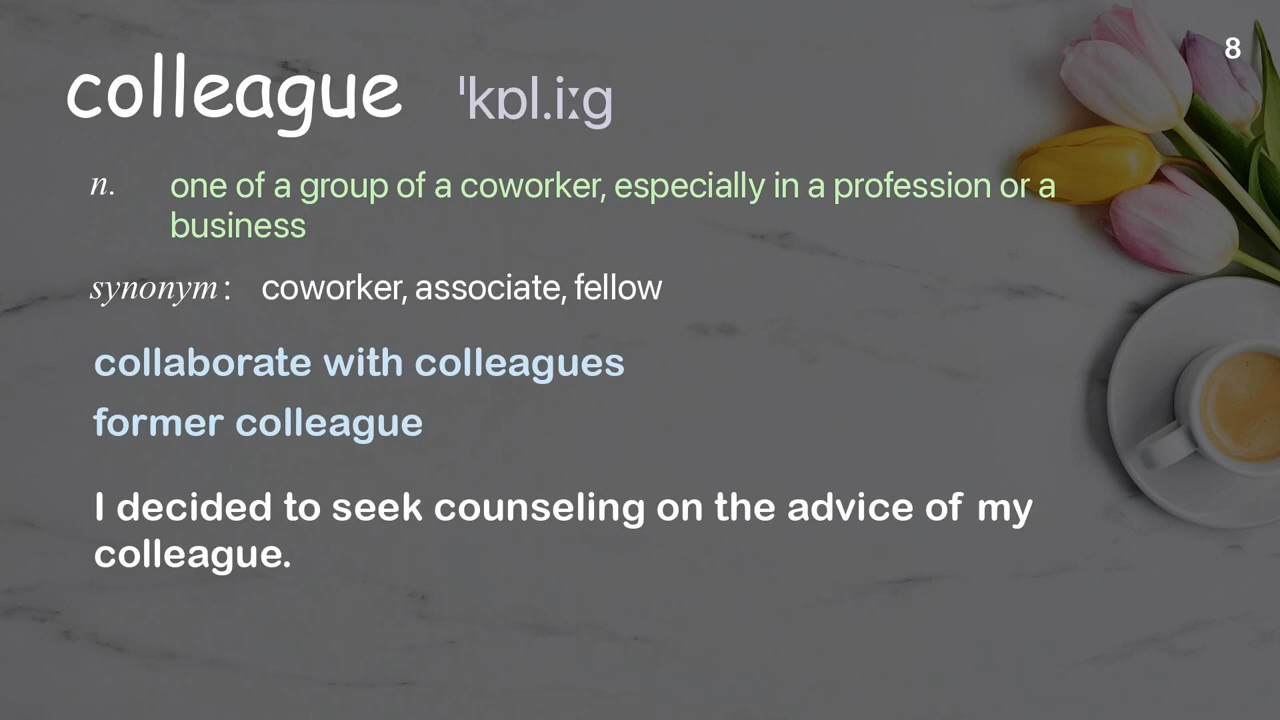 8
colleague ˈkɒl.iːɡ
n. one of a group of a coworker, especially in a profession or a
business
synonym : coworker, associate, fellow
collaborate with colleagues
former colleague
I decided to seek counseling on the advice of my
colleague.